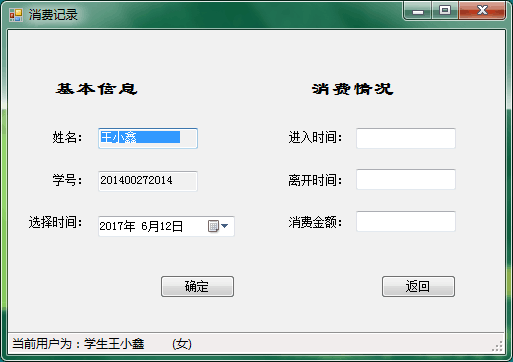 消费记录
基本信息
消费情况
姓名： 王小鑫
进入时间：
学号： 201400272014
离开时间：
选择时间： 2017年 6月12日
消费金额：
确定
返回
当前用户为：学生王小鑫 (女)